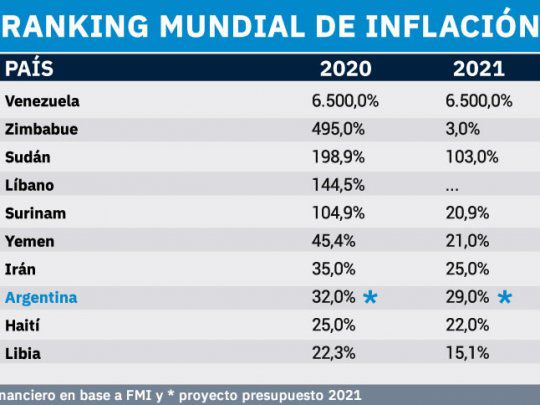 RANKING MUNDIAL DE INFLACIÓN
PAÍS 2020 2021
Venezuela 6.500,0% 6.500,0%
Zimbabue 495,0% 3,0%
Sudán 198,9% 103,0%
Líbano 144,5% ...
Surinam 104,9% 20,9%
Yemen 45,4% 21,0%
Irán 35,0% 25,0%
Argentina 32,0% * 29,0% *
Haití 25,0% 22,0%
Libia 22,3% 15,1%
nanciero en base a FMI y * proyecto presupuesto 2021